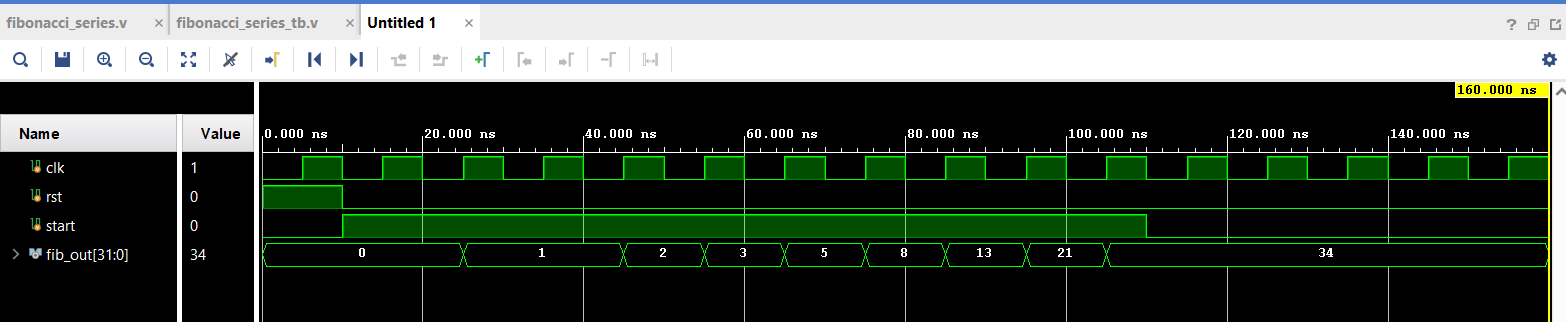 fibonacci_series.v × fibonacci_series_tb.v × Untitled 1 ×
?
160.000 ns
Name Value
0.000 ns 20.000 ns 40.000 ns 60.000 ns 80.000 ns 100.000 ns 120.000 ns 140.000 ns
clk 1
rst 0
start 0
fib_out[31:0] 34 0 1 2 3 5 8 13 21 34